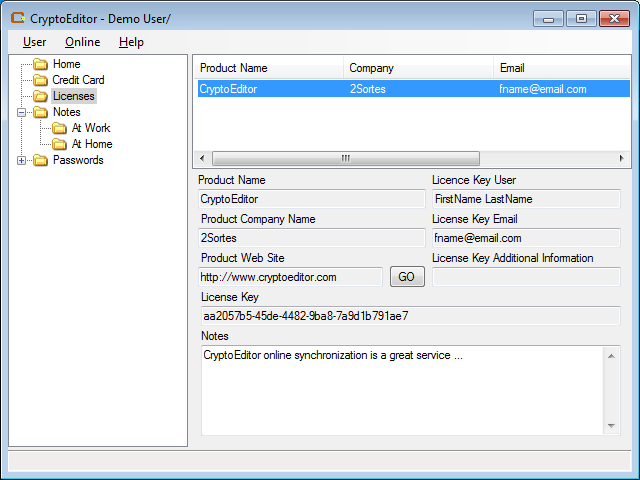 CryptoEditor - Demo User/
User Online Help
Home
Credit Card
Licenses
Notes
At Work
At Home
Passwords
Product Name Company Email
CryptoEditor 2Sortes fname@email.com
Product Name Licence Key User
CryptoEditor FirstName LastName
Product Company Name License Key Email
2Sortes fname@email.com
Product Web Site License Key Additional Information
http://www.cryptoeditor.com GO
License Key
aa2057b5-45de-4482-9ba8-7a9d1b791ae7
Notes
CryptoEditor online synchronization is a great service ...